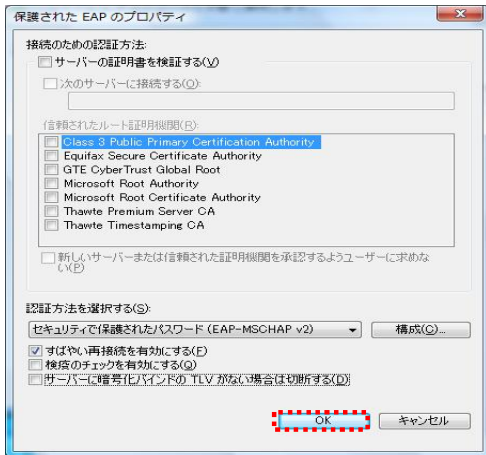 保護された EAP のプロパティ
接続のための認証方法:
サーバーの証明書を検証する(V)
次のサーバーに接続する(O):
信頼されたルート証明機関(R):
Class 3 Public Primary Certification Authority
Equifax Secure Certificate Authority
GTE CyberTrust Global Root
Microsoft Root Authority
Microsoft Root Certificate Authority
Thawte Premium Server CA
Thawte Timestamping CA
新しいサーバーまたは信頼された証明機関を承認するようユーザーに求めな
い(P)
認証方法を選択する(S):
セキュリティで保護されたパスワード (EAP-MSCHAP v2)
構成(C)...
すばやい再接続を有効にする(F)
検疫のチェックを有効にする(Q)
サーバーに暗号化バインドの TLV がない場合は切断する(D)
OK
キャンセル